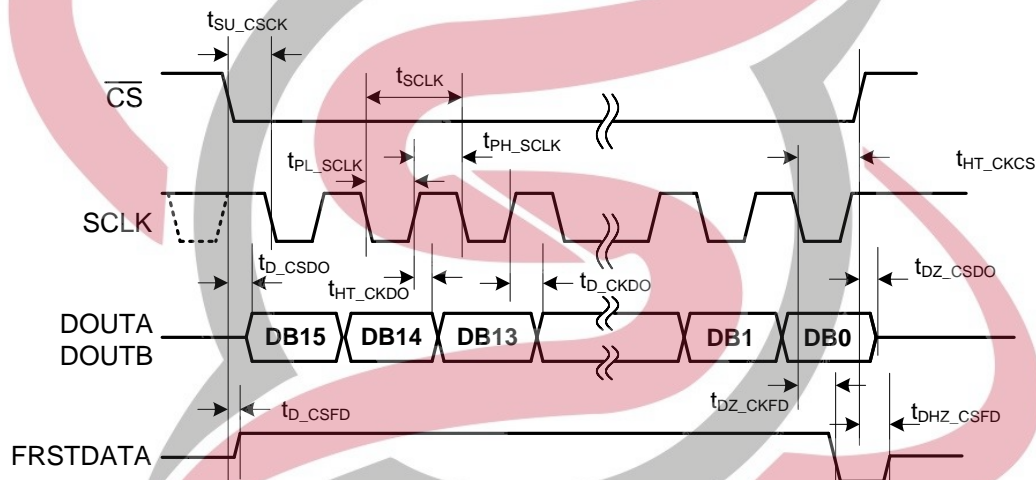 tSU_CSCK
CS
tSCLK
tPH_SCLK
tPL_SCLK
tHT_CKCS
SCLK
tD_CSDO
tHT_CKDO
tD_CKDO
tDZ_CSDO
DOUTA
DOUTB
DB15
DB14
DB13
DB1
DB0
tD_CSFD
tDZ_CKFD
tDHZ_CSFD
FRSTDATA